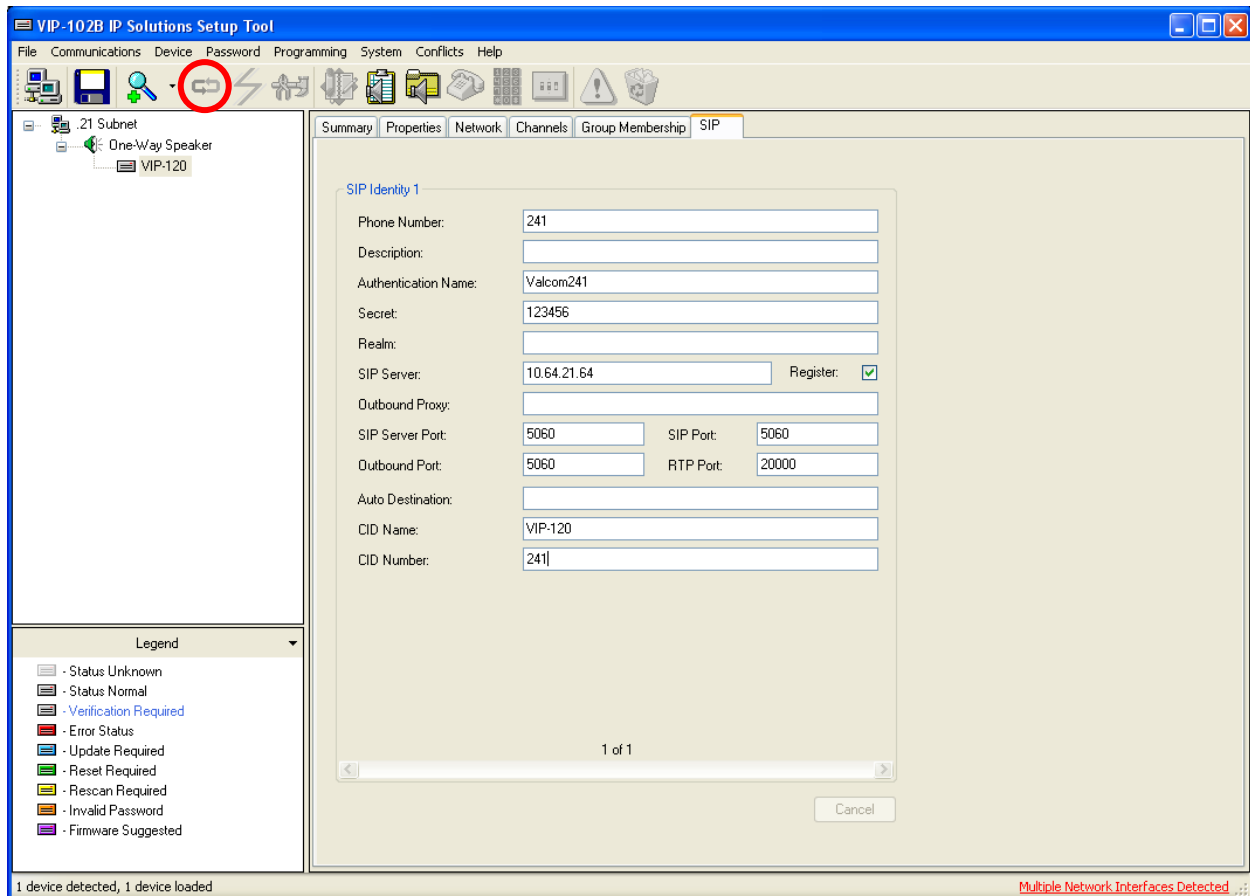 VIP-102B IP Solutions Setup Tool
File Communications Device Password Programming System Conflicts Help
.21 Subnet
One-Way Speaker
VIP-120
Summary Properties Network Channels Group Membership SIP
SIP Identity 1
Phone Number: 241
Description:
Authentication Name: Valcom241
Secret: 123456
Realm:
SIP Server: 10.64.21.64 Register:
Outbound Proxy:
SIP Server Port: 5060 SIP Port: 5060
Outbound Port: 5060 RTP Port: 20000
Auto Destination:
CID Name: VIP-120
CID Number: 241
1 of 1
Cancel
Legend
- Status Unknown
- Status Normal
- Verification Required
- Error Status
- Update Required
- Reset Required
- Rescan Required
- Invalid Password
- Firmware Suggested
1 device detected, 1 device loaded
Multiple Network Interfaces Detected